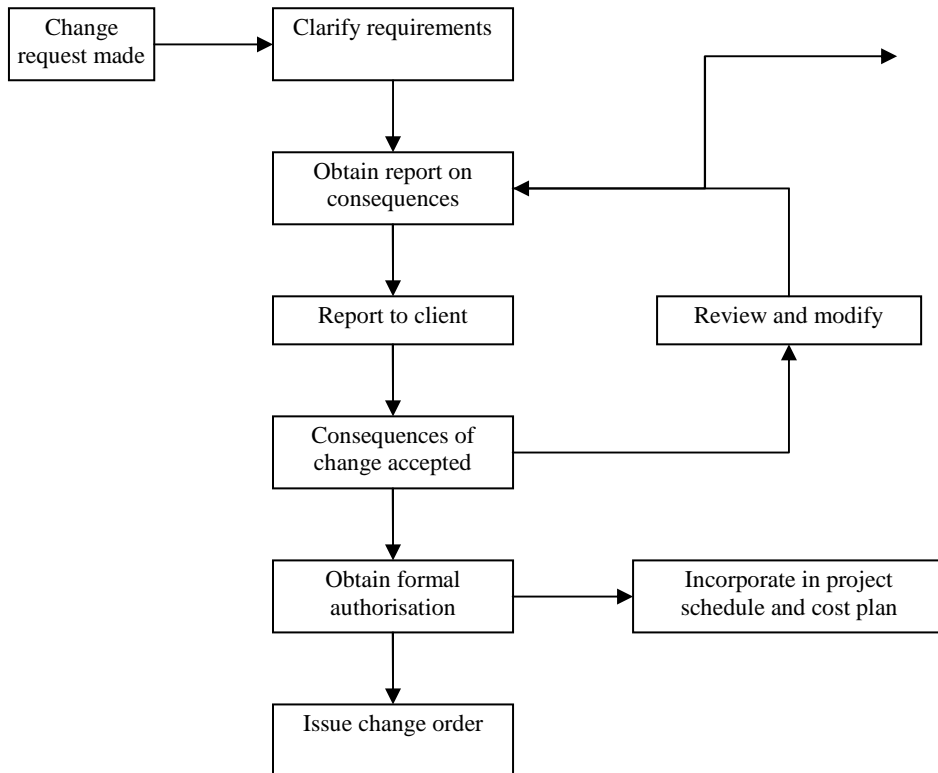 Change
request made
Clarify requirements
Obtain report on
consequences
Report to client
Review and modify
Consequences of
change accepted
Obtain formal
authorisation
Incorporate in project
schedule and cost plan
Issue change order